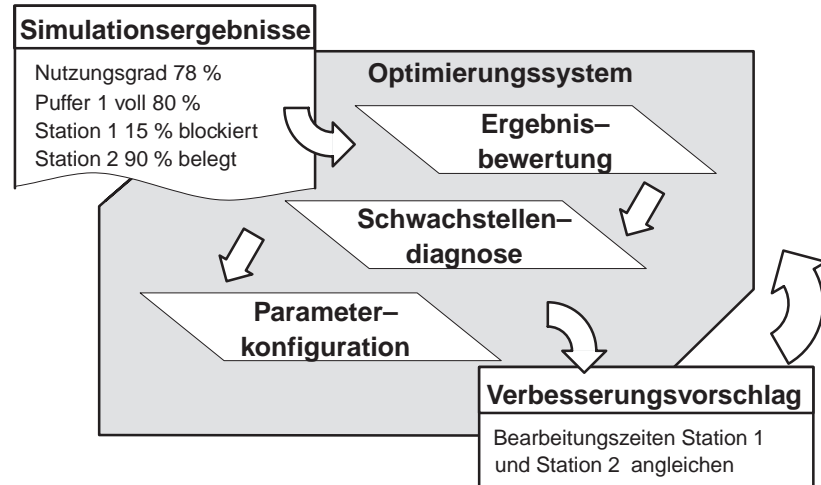 Simulationsergebnisse
Nutzungsgrad 78 %
Puffer 1 voll 80 %
Station 1 15 % blockiert
Station 2 90 % belegt
Optimierungssystem
Ergebnis–
bewertung
Schwachstellen–
diagnose
Parameter–
konfiguration
Verbesserungsvorschlag
Bearbeitungszeiten Station 1
und Station 2 angleichen